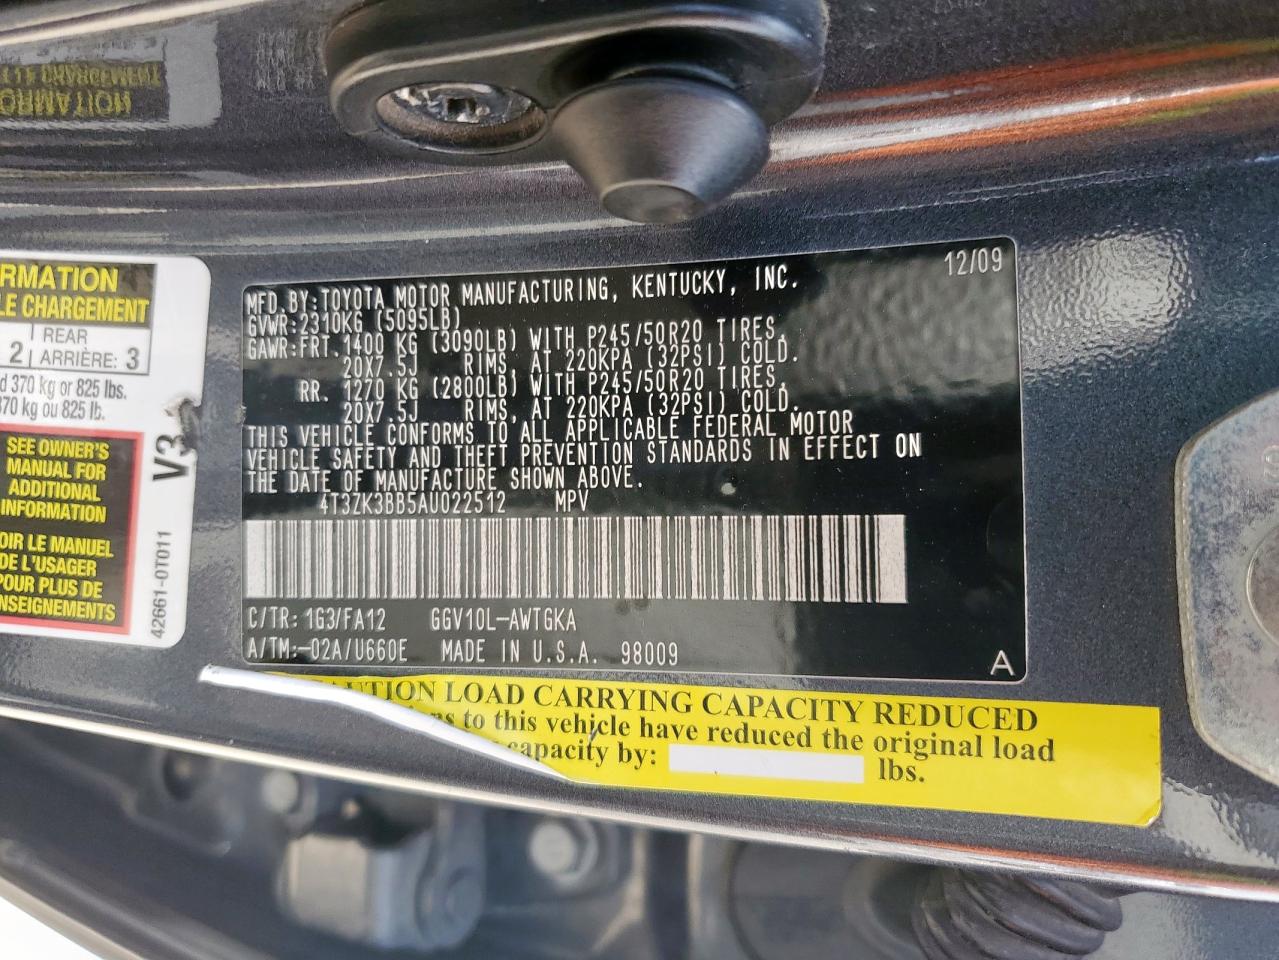 RMATION
LE CHARGEMENT
2 REAR
ARRIÈRE: 3
d 370 kg or 825 lbs.
370 kg ou 825 lb.
V3
SEE OWNER'S
MANUAL FOR
ADDITIONAL
INFORMATION
OIR LE MANUEL
DE L'USAGER
POUR PLUS DE
NSEIGNEMENTS
42661-0T011
12/09
MFD.BY:TOYOTA MOTOR MANUFACTURING, KENTUCKY, INC.
GVWR:2310KG (5095LB)
GAWR:FRT.1400 KG (3090LB) WITH P245/50R20 TIRES,
20X7.5J RIMS, AT 220KPA (32PSI) COLD.
RR. 1270 KG (2800LB) WITH P245/50R20 TIRES,
20X7.5J RIMS, AT 220KPA (32PSI) COLD.
THIS VEHICLE CONFORMS TO ALL APPLICABLE FEDERAL MOTOR
VEHICLE SAFETY AND THEFT PREVENTION STANDARDS IN EFFECT ON
THE DATE OF MANUFACTURE SHOWN ABOVE.
4T3ZK3BB5AU022512 MPV
C/TR:1G3/FA12 GGV10L-AWTGKA
A/TM:-02A/U660E MADE IN U.S.A. 98009
A
CAUTION LOAD CARRYING CAPACITY REDUCED
ns to this vehicle have reduced the original load
capacity by: lbs.